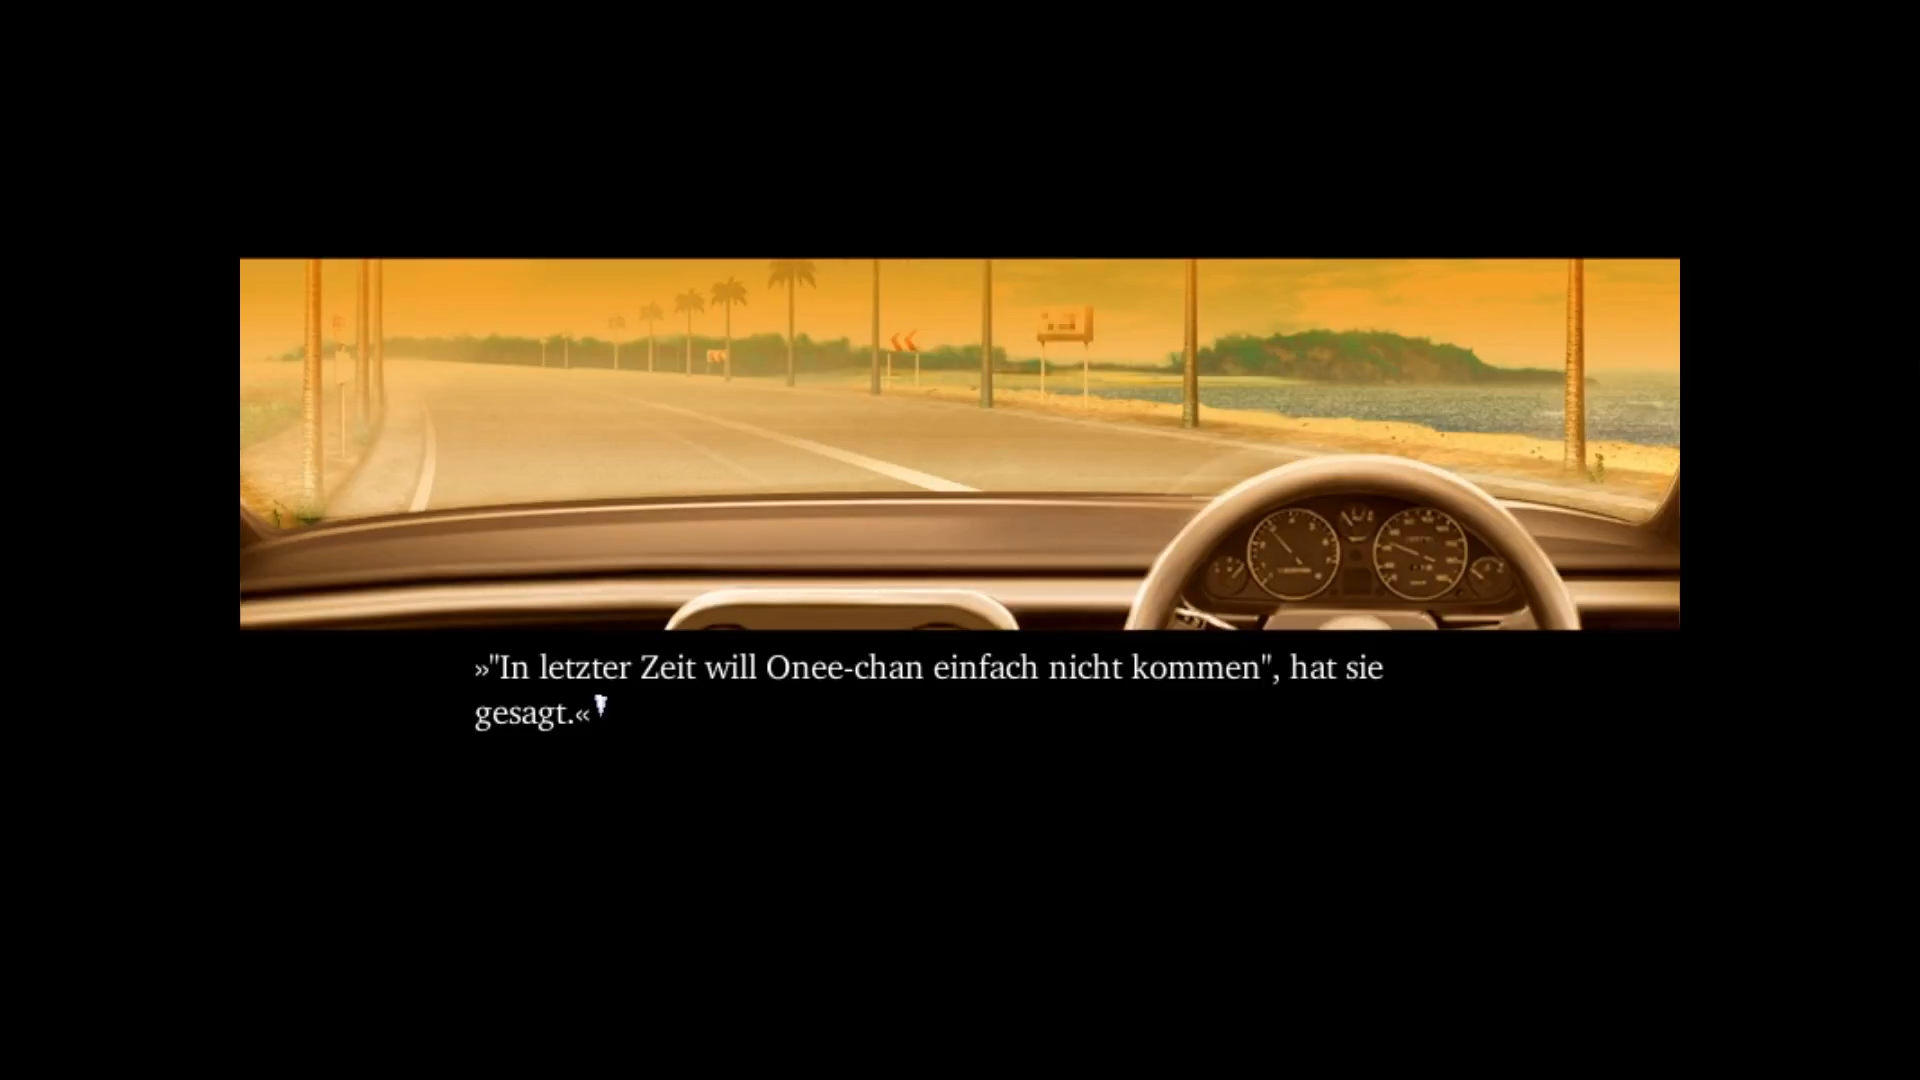 »"In letzter Zeit will Onee-chan einfach nicht kommen", hat sie
gesagt.«